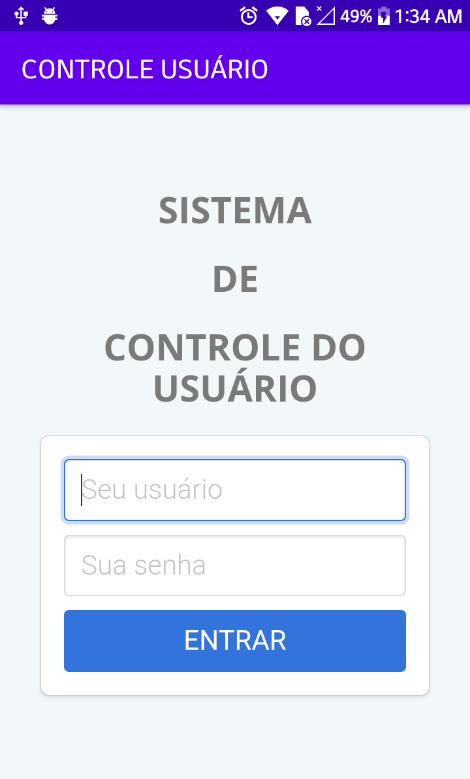 49% 1:34 AM
CONTROLE USUÁRIO
SISTEMA
DE
CONTROLE DO
USUÁRIO
Seu usuário
Sua senha
ENTRAR